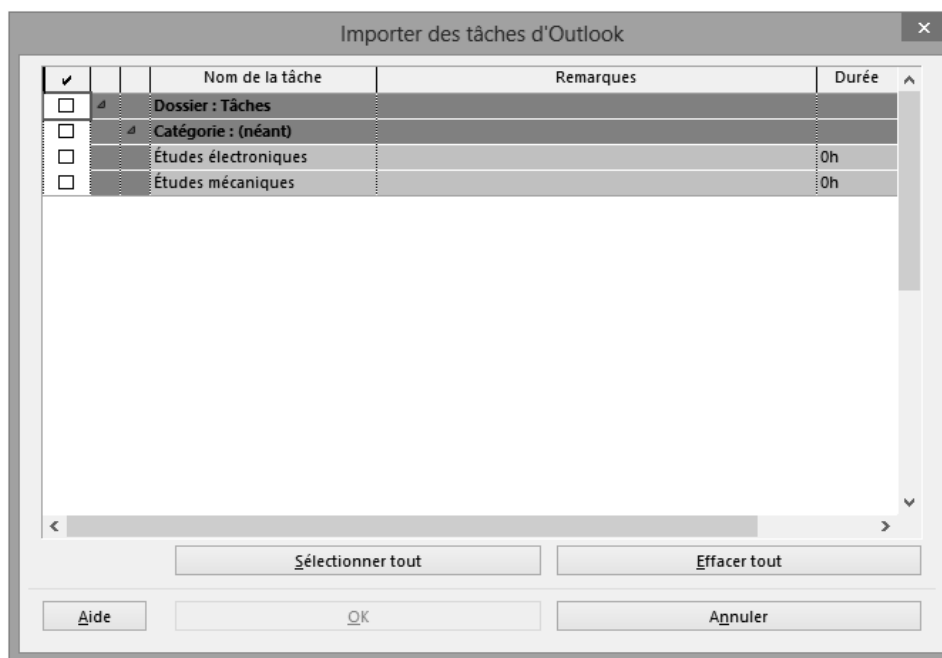 Importer des tâches d'Outlook
Nom de la tâche Remarques Durée
Dossier : Tâches
Catégorie : (néant)
Études électroniques 0h
Études mécaniques 0h
Sélectionner tout Effacer tout
Aide OK Annuler